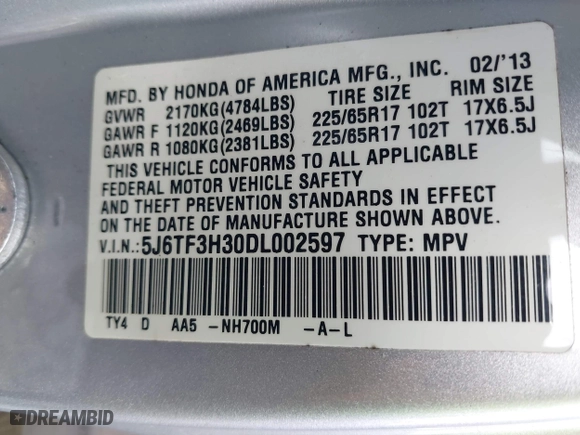 MFD. BY HONDA OF AMERICA MFG., INC. 02/'13
GVWR 2170KG(4784LBS) TIRE SIZE RIM SIZE
GAWR F 1120KG(2469LBS) 225/65R17 102T 17X6.5J
GAWR R 1080KG(2381LBS) 225/65R17 102T 17X6.5J
THIS VEHICLE CONFORMS TO ALL APPLICABLE
FEDERAL MOTOR VEHICLE SAFETY
AND THEFT PREVENTION STANDARDS IN EFFECT
ON THE DATE OF MANUFACTURE SHOWN ABOVE.
V.I.N.:5J6TF3H30DL002597 TYPE: MPV
TY4 D AA5 -NH700M -A-L
DREAMBID